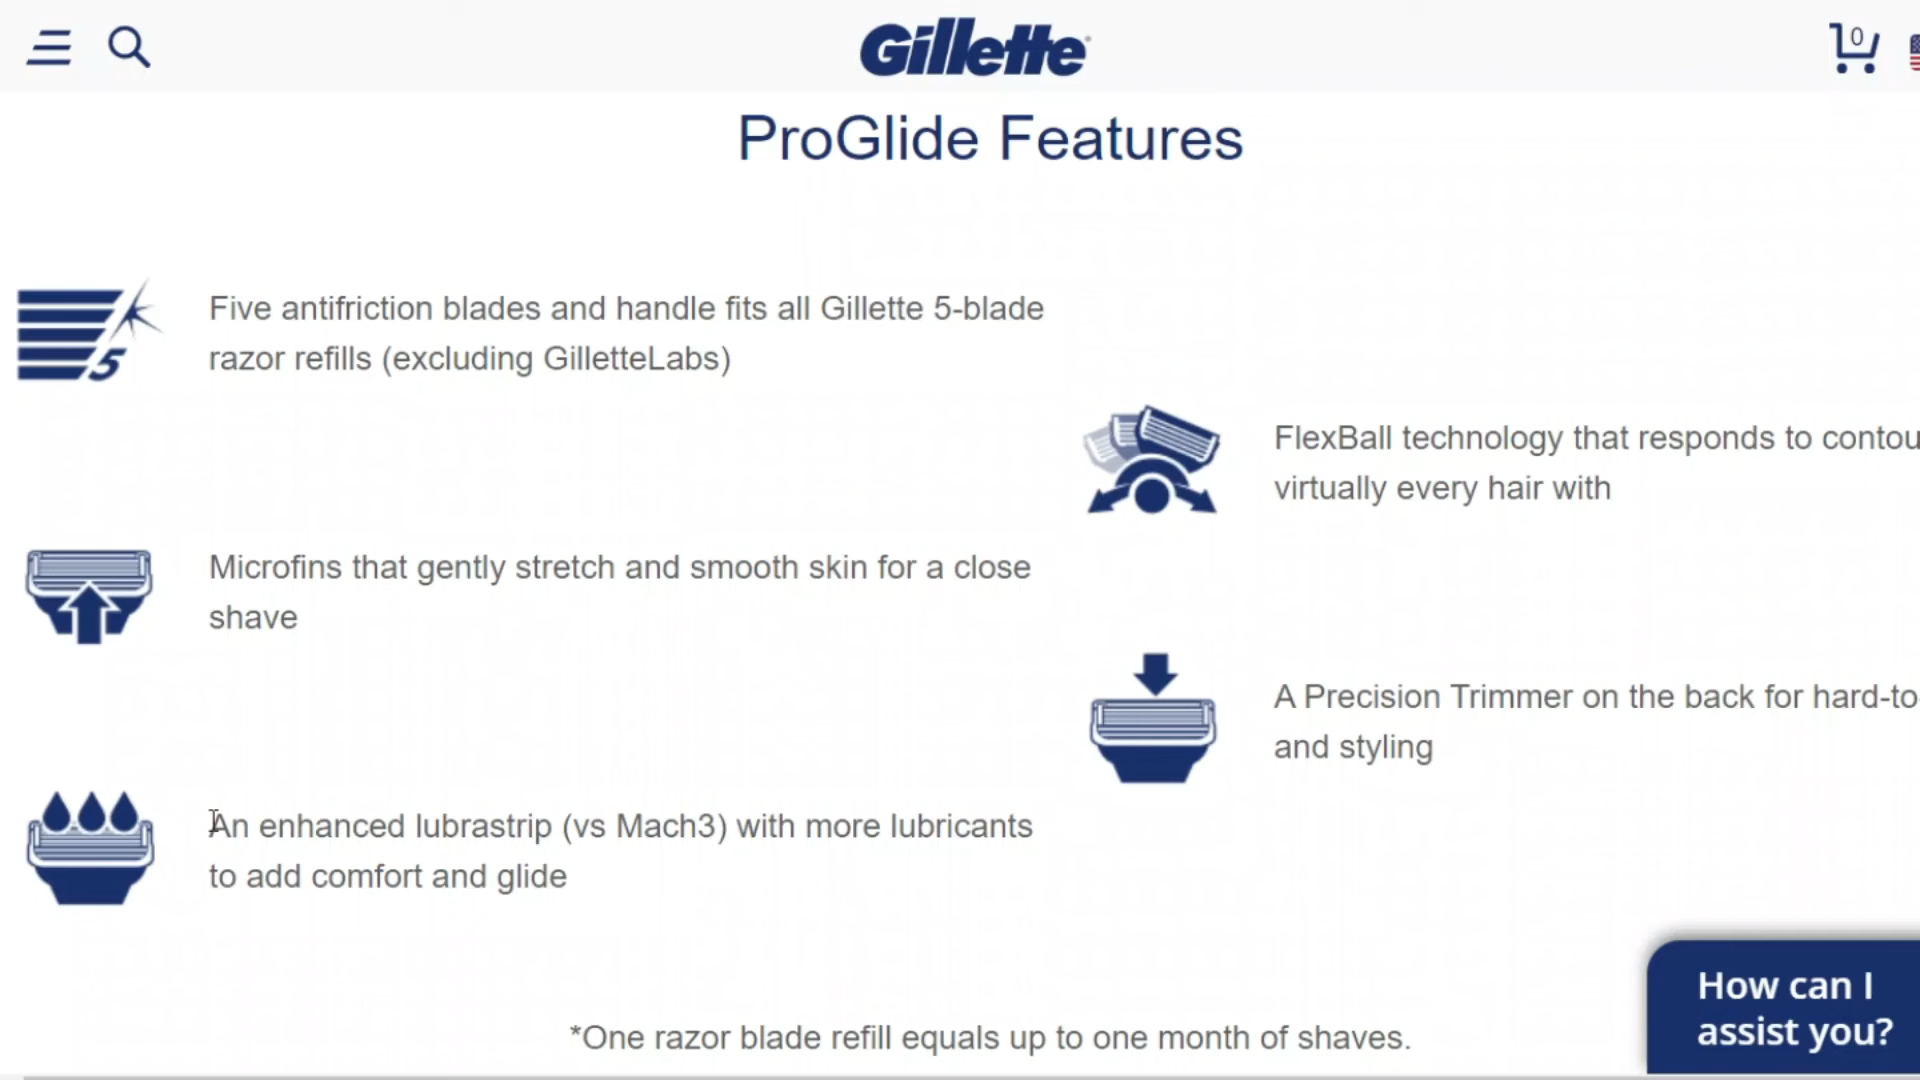 Gillette
0
ProGlide Features
5
Five antifriction blades and handle fits all Gillette 5-blade
razor refills (excluding GilletteLabs)
FlexBall technology that responds to contou
virtually every hair with
Microfins that gently stretch and smooth skin for a close
shave
A Precision Trimmer on the back for hard-to-
and styling
An enhanced lubrastrip (vs Mach3) with more lubricants
to add comfort and glide
How can I
assist you?
*One razor blade refill equals up to one month of shaves.